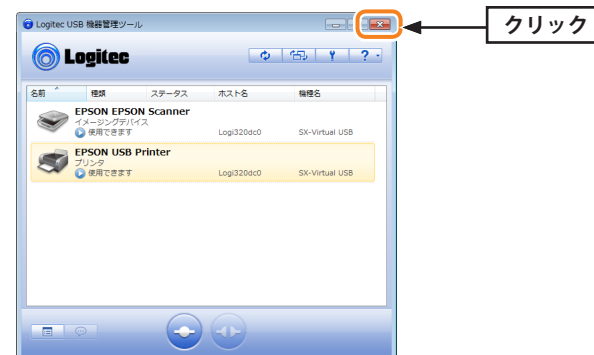 Logitec USB 機器管理ツール
クリック
Logitec
?
名前 種類 ステータス ホスト名 機種名
EPSON EPSON Scanner
イメージングデバイス
使用できます Logi320dc0 SX-Virtual USB
EPSON USB Printer
プリンタ
使用できます Logi320dc0 SX-Virtual USB